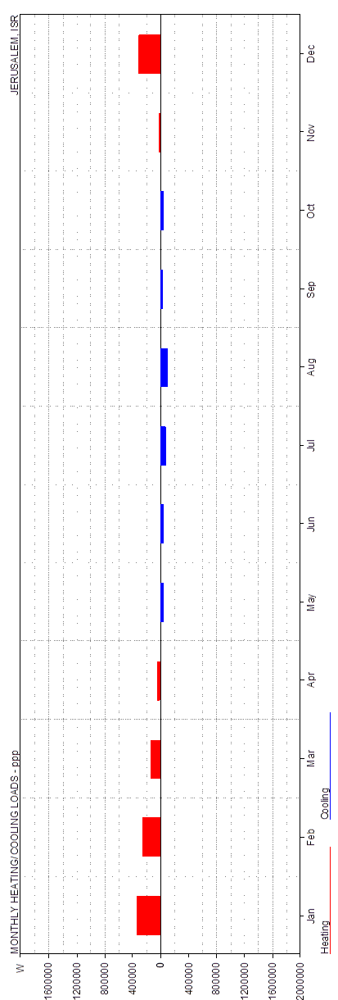 MONTHLY HEATING/COOLING LOADS - ppp
JERUSALEM, ISR
W
1600000
1200000
800000
400000
0
400000
800000
1200000
1600000
2000000
Jan Feb Mar Apr May Jun Jul Aug Sep Oct Nov Dec
Heating Cooling